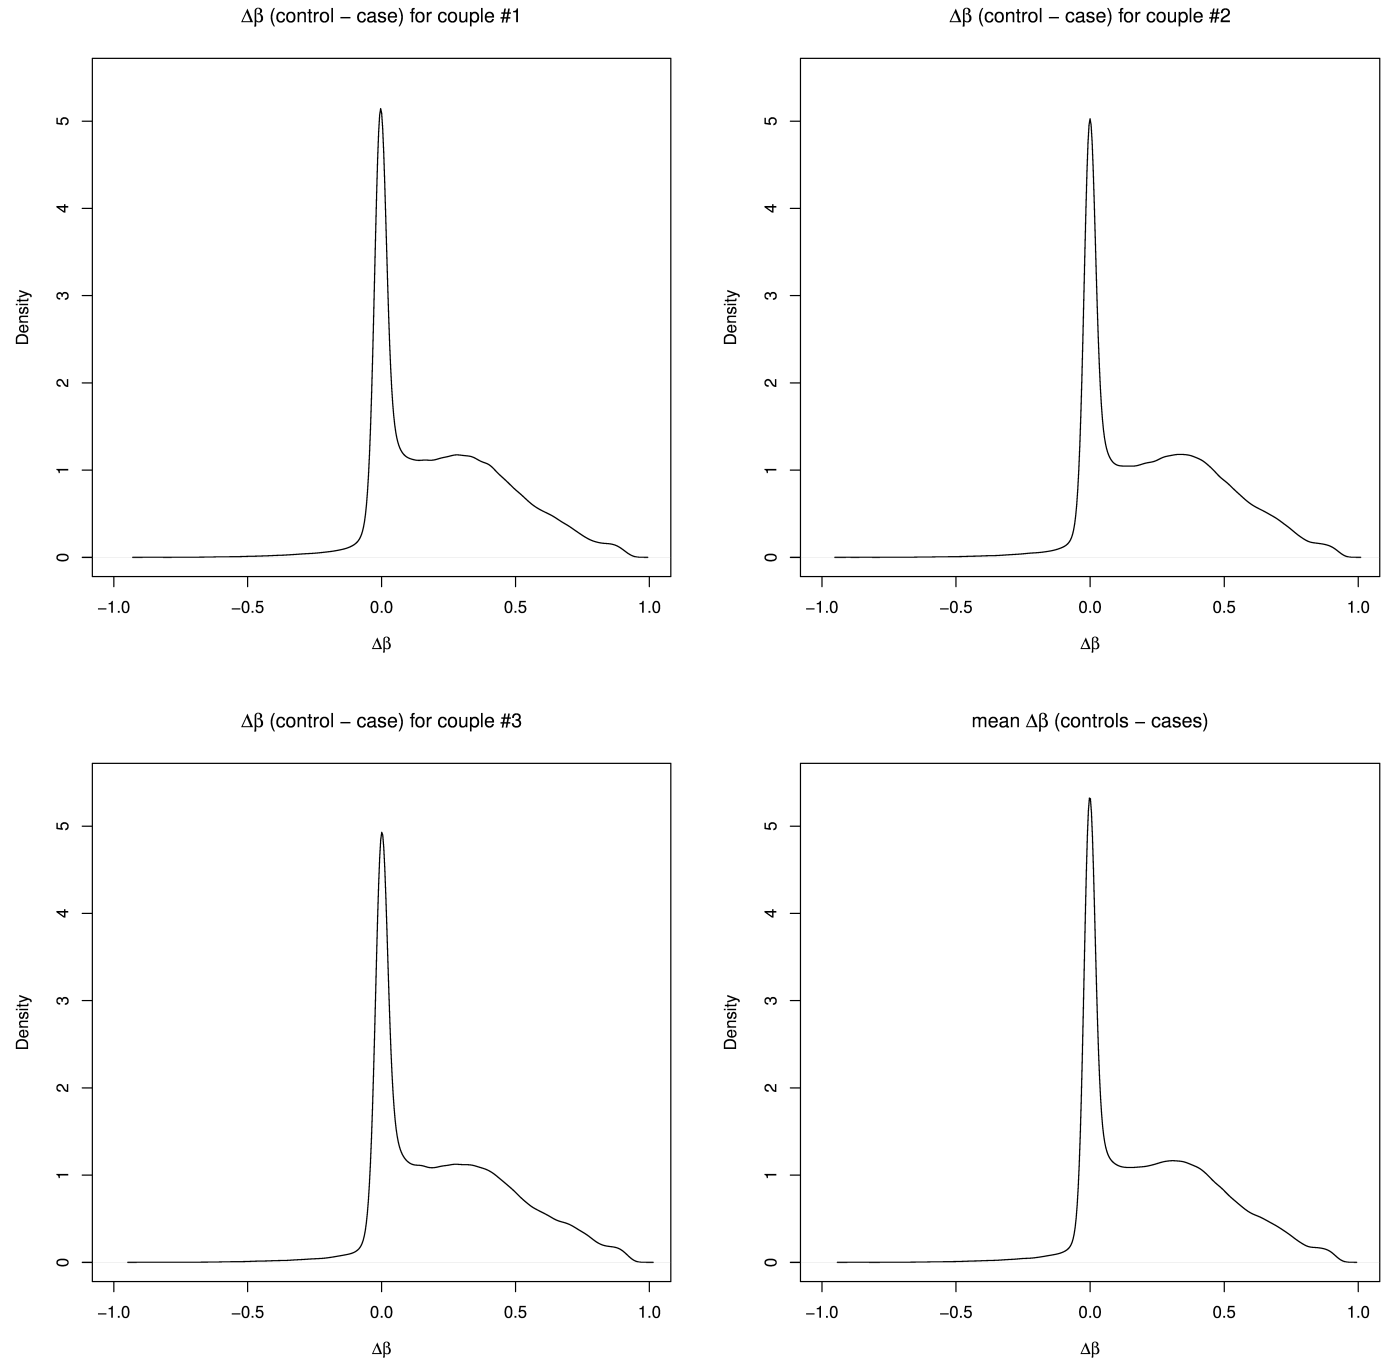 Δβ (control − case) for couple #1
Density
5
4
3
2
1
0
−1.0 −0.5 0.0 0.5 1.0
Δβ
Δβ (control − case) for couple #2
Density
5
4
3
2
1
0
−1.0 −0.5 0.0 0.5 1.0
Δβ
Δβ (control − case) for couple #3
Density
5
4
3
2
1
0
−1.0 −0.5 0.0 0.5 1.0
Δβ
mean Δβ (controls − cases)
Density
5
4
3
2
1
0
−1.0 −0.5 0.0 0.5 1.0
Δβ